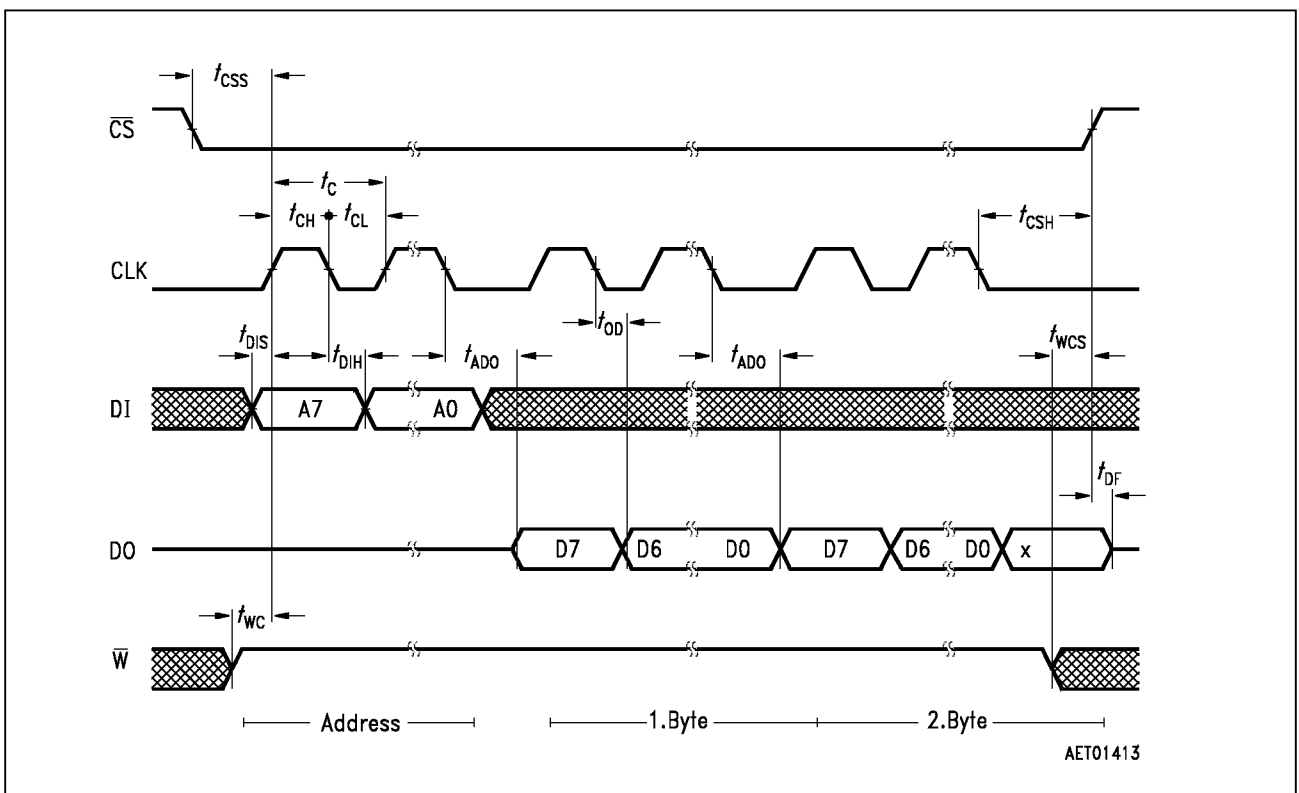 tCSS
CS
tC
tCH tCL
tCSH
CLK
tDIS
tDIH
tADO
tOD
tADO
tWCS
DI
A7 A0
tDF
DO
D7 D6 D0 D7 D6 D0 x
tWC
W
Address 1.Byte 2.Byte
AET01413